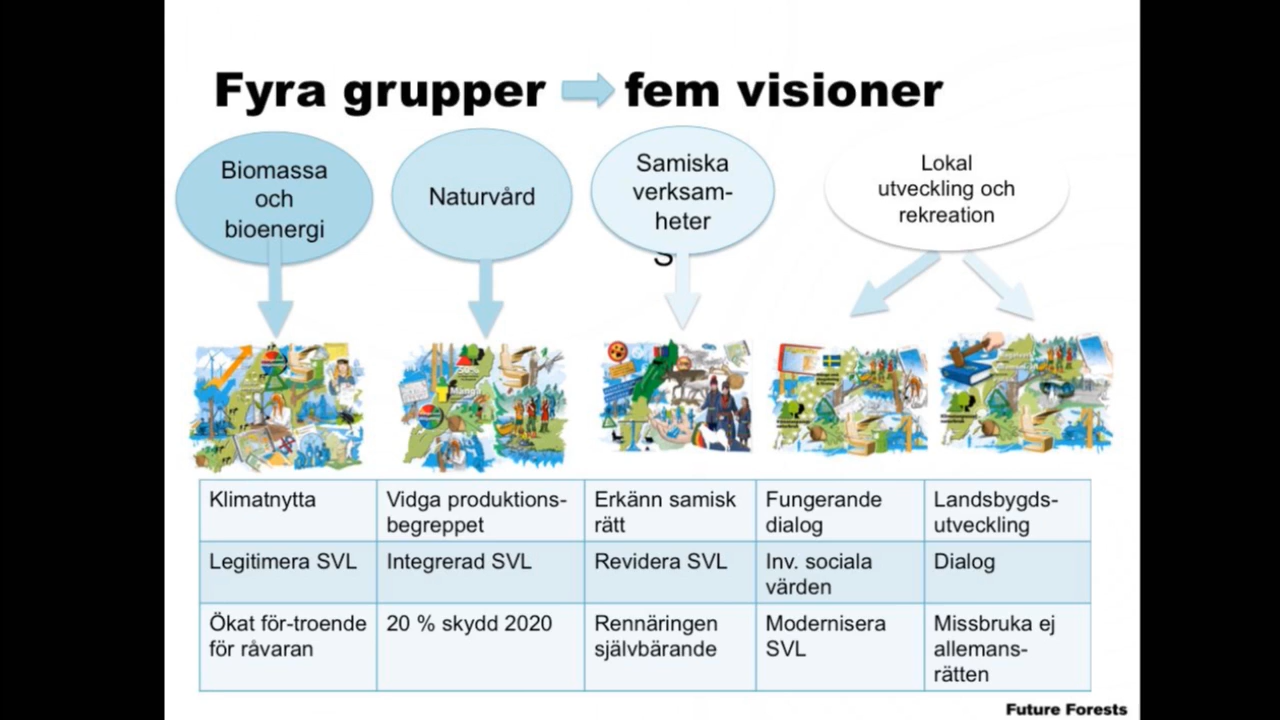 Fyra grupper fem visioner
Biomassa
och
bioenergi
Naturvård
Samiska
verksam-
heter
S
Lokal
utveckling och
rekreation
Klimatnytta
Vidga produktions-
begreppet
Erkänn samisk
rätt
Fungerande
dialog
Landsbygds-
utveckling
Legitimera SVL
Integrerad SVL
Revidera SVL
Inv. sociala
värden
Dialog
Ökat för-troende
för råvaran
20 % skydd 2020
Rennäringen
självbärande
Modernisera
SVL
Missbruka ej
allemans-
rätten
Future Forests